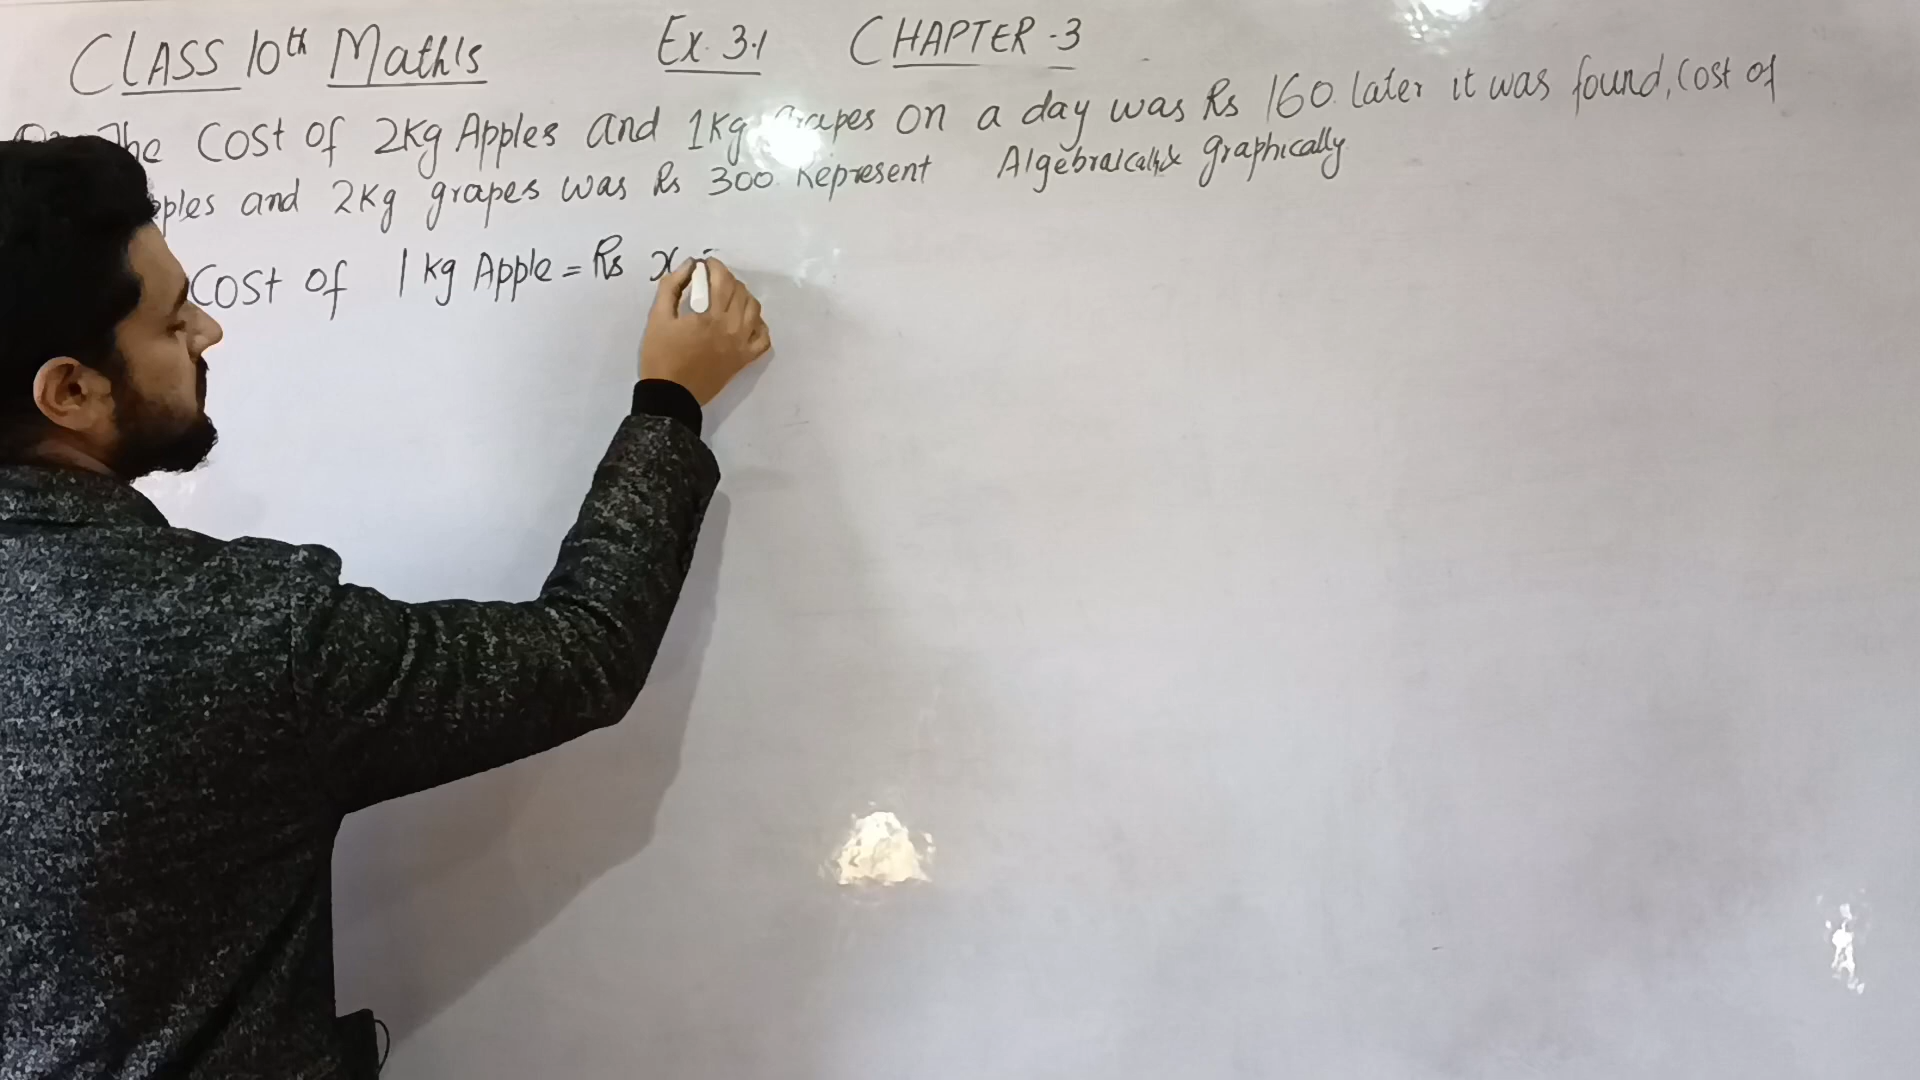 CLASS 10th Math's Ex. 3.1 CHAPTER-3
The Cost of 2kg Apples and 1kg grapes on a day was Rs 160. later it was found, Cost of
ples and 2kg grapes was Rs 300. Represent Algebraically & graphically
Cost of 1 kg Apple = Rs x